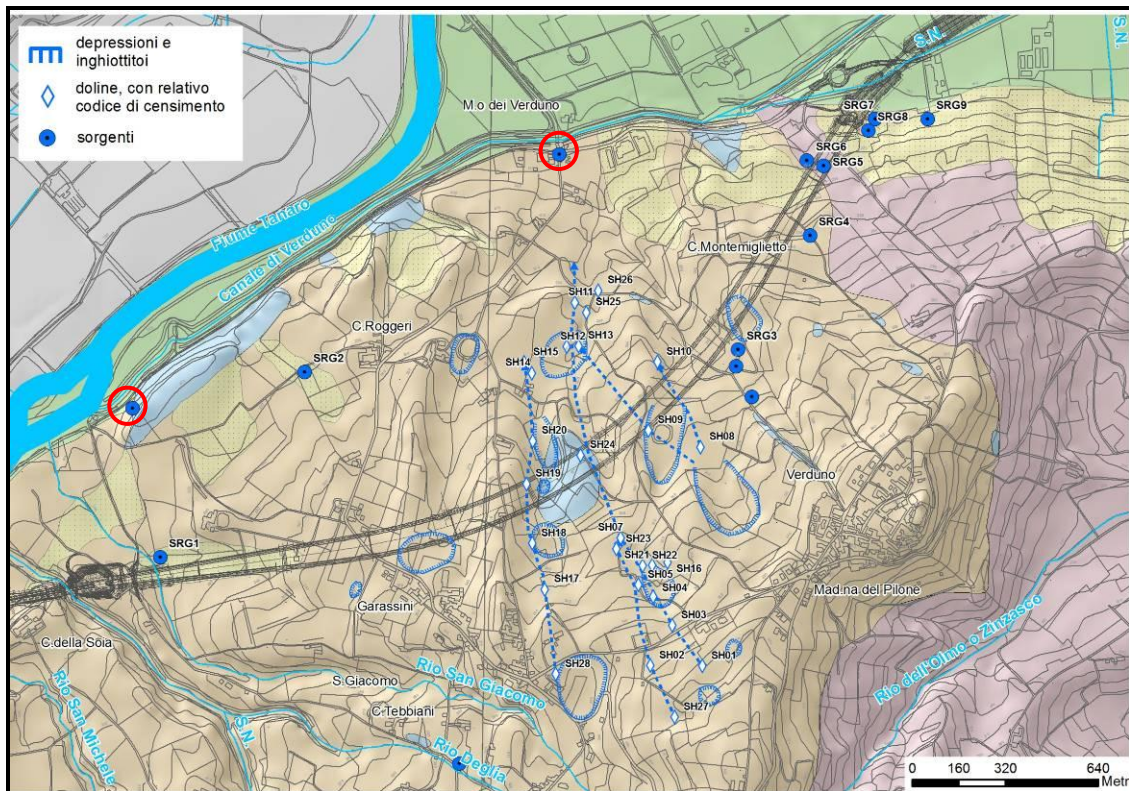 depressioni e
inghiottitoi
doline, con relativo
codice di censimento
sorgenti
S.N.
S.N.
M.o dei Verduno
SRG7
SRG9
SRG8
SRG6
SRG5
Fiume Tanaro
Canale di Verduno
SRG4
C.Montemiglietto
SH26
SH11
SH25
C.Roggeri
SH12
SH13
SRG3
SH15
SH10
SH14
SRG2
SH09
SH20
SH08
SH24
Verduno
SH19
SH18
SH07
SH23
SRG1
SH21
SH22
SH16
SH05
SH17
SH04
Mad.na del Pilone
Garassini
SH03
C.della Soia
SH28
SH02
SH01
Rio San Giacomo
S.Giacomo
Rio dell'Olmo o Zinzasco
SH27
C.Tebbiani
Rio San Michele
S.N.
Rio Deglia
0 160 320 640
Metri